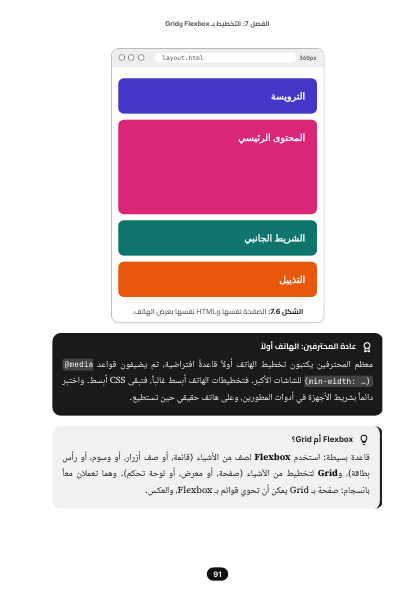 الفصل 7: التخطيط بـ Flexbox وGrid
layout.html
360px
الترويسة
المحتوى الرئيسي
الشريط الجانبي
التذييل
الشكل 7.6: الصفحة نفسها وHTML نفسها بعرض الهاتف.
عادة المحترفين: الهاتف أولاً
معظم المحترفين يكتبون تخطيط الهاتف أولاً قاعدةً افتراضية، ثم يضيفون قواعد @media
(min-width: …) للشاشات الأكبر. فتخطيطات الهاتف أبسط غالباً، فتبقى CSS أبسط. واختبر
دائماً بشريط الأجهزة في أدوات المطورين، وعلى هاتف حقيقي حين تستطيع.
Flexbox أم Grid؟
قاعدة بسيطة: استخدم Flexbox لصف من الأشياء (قائمة، أو صف أزرار، أو وسوم، أو رأس
بطاقة)، وGrid لتخطيط من الأشياء (صفحة، أو معرض، أو لوحة تحكم). وهما تعملان معاً
بانسجام: صفحة بـ Grid يمكن أن تحوي قوائم بـ Flexbox، والعكس.
91